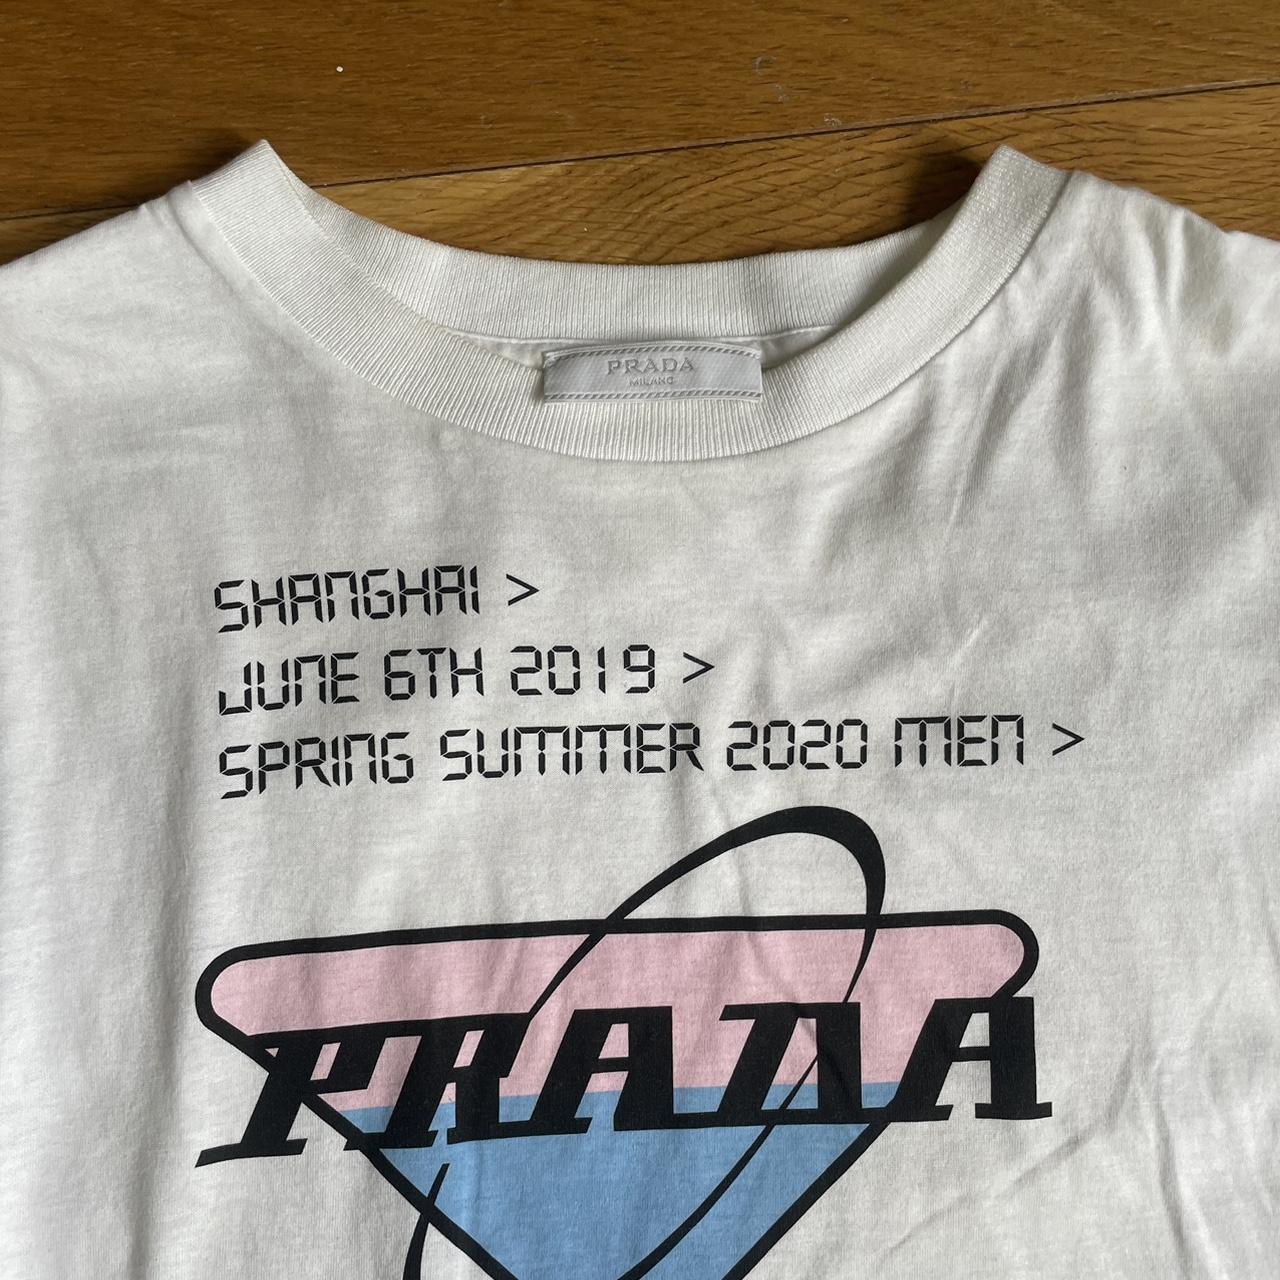 PRADA
MILANO
SHANGHAI >
JUNE 6TH 2019 >
SPRING SUMMER 2020 MEN >
PRADA